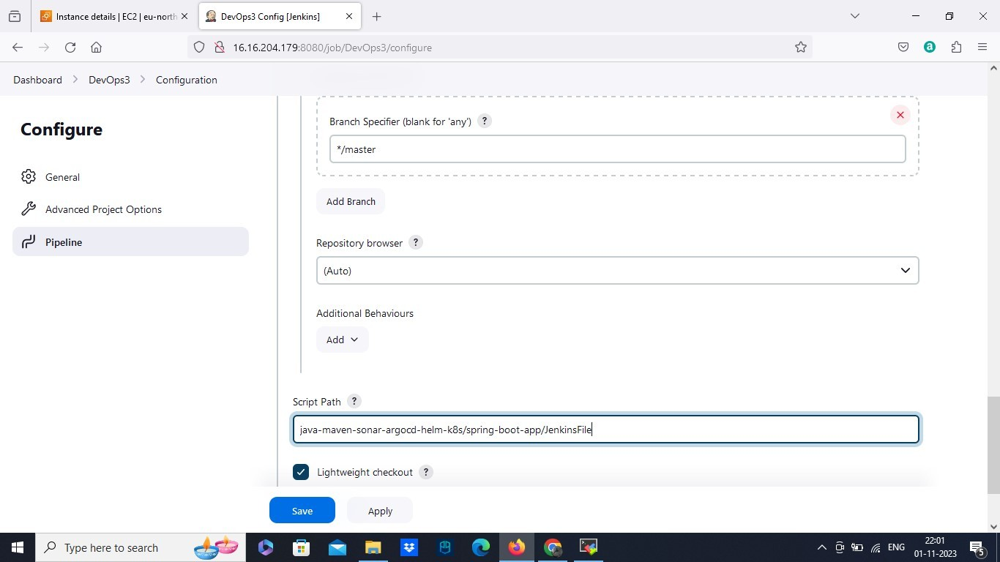 Instance details | EC2 | eu-north
DevOps3 Config [Jenkins]
16.16.204.179:8080/job/DevOps3/configure
Dashboard > DevOps3 > Configuration
Configure
General
Advanced Project Options
Pipeline
Branch Specifier (blank for 'any') ?
*/master
Add Branch
Repository browser ?
(Auto)
Additional Behaviours
Add
Script Path ?
java-maven-sonar-argocd-helm-k8s/spring-boot-app/JenkinsFile
Lightweight checkout ?
Save Apply
Type here to search
ENG
22:01
01-11-2023
5